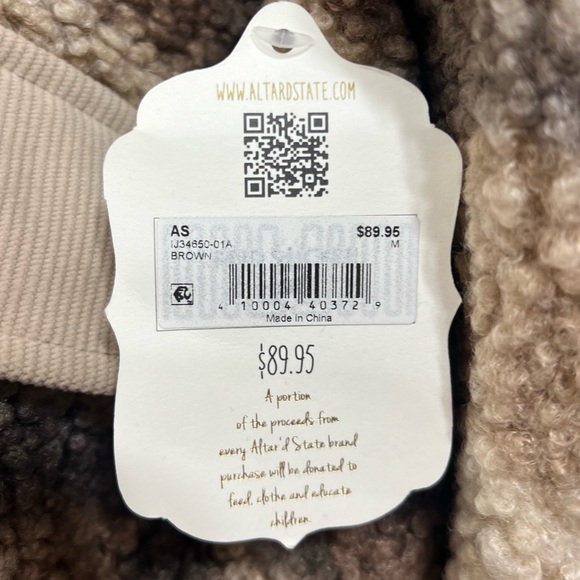 WWW.ALTARDSTATE.COM
AS $89.95
IJ34650-01A M
BROWN
4 10004 40372 9
Made in China
$89.95
A portion
of the proceeds from
every Altar'd State brand
purchase will be donated to
feed, clothe and educate
children.